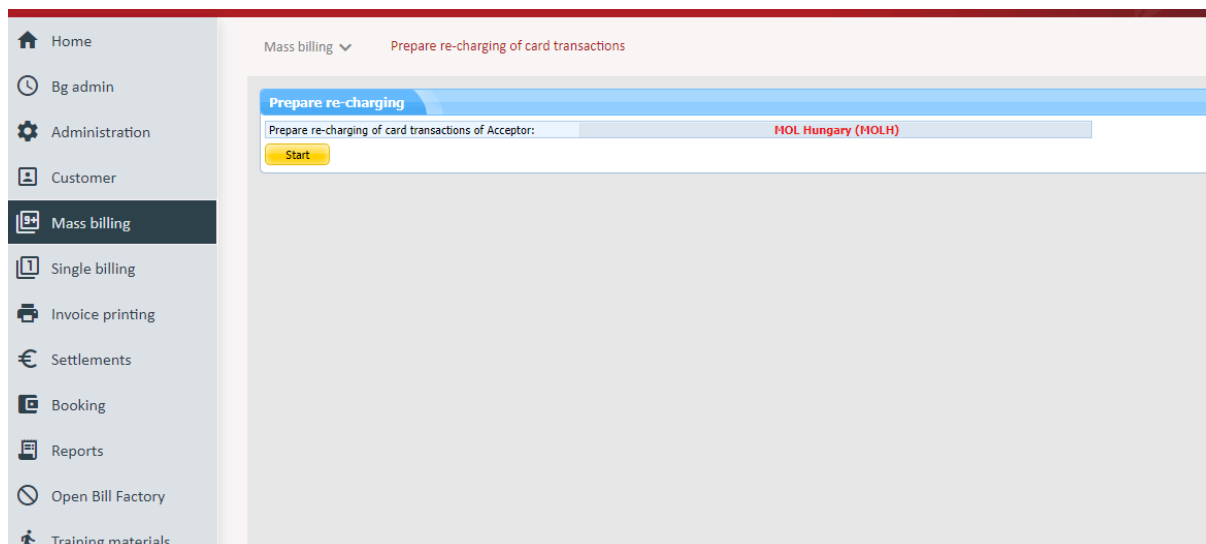 Home
Bg admin
Administration
Customer
9+ Mass billing
1 Single billing
Invoice printing
Settlements
Booking
Reports
Open Bill Factory
Training materials
Mass billing Prepare re-charging of card transactions
Prepare re-charging
Prepare re-charging of card transactions of Acceptor: MOL Hungary (MOLH)
Start